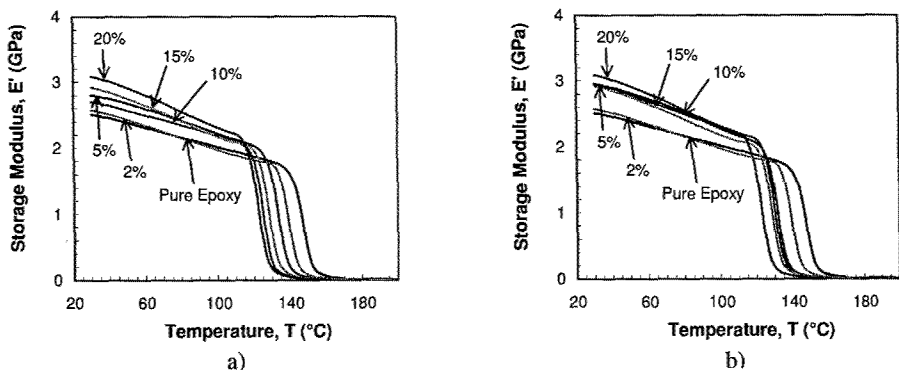 4
3
2
1
0
Storage Modulus, E' (GPa)
20%
15%
10%
5%
2%
Pure Epoxy
20 60 100 140 180
Temperature, T (°C)
a)
4
3
2
1
0
Storage Modulus, E' (GPa)
20%
15%
10%
5%
2%
Pure Epoxy
20 60 100 140 180
Temperature, T (°C)
b)